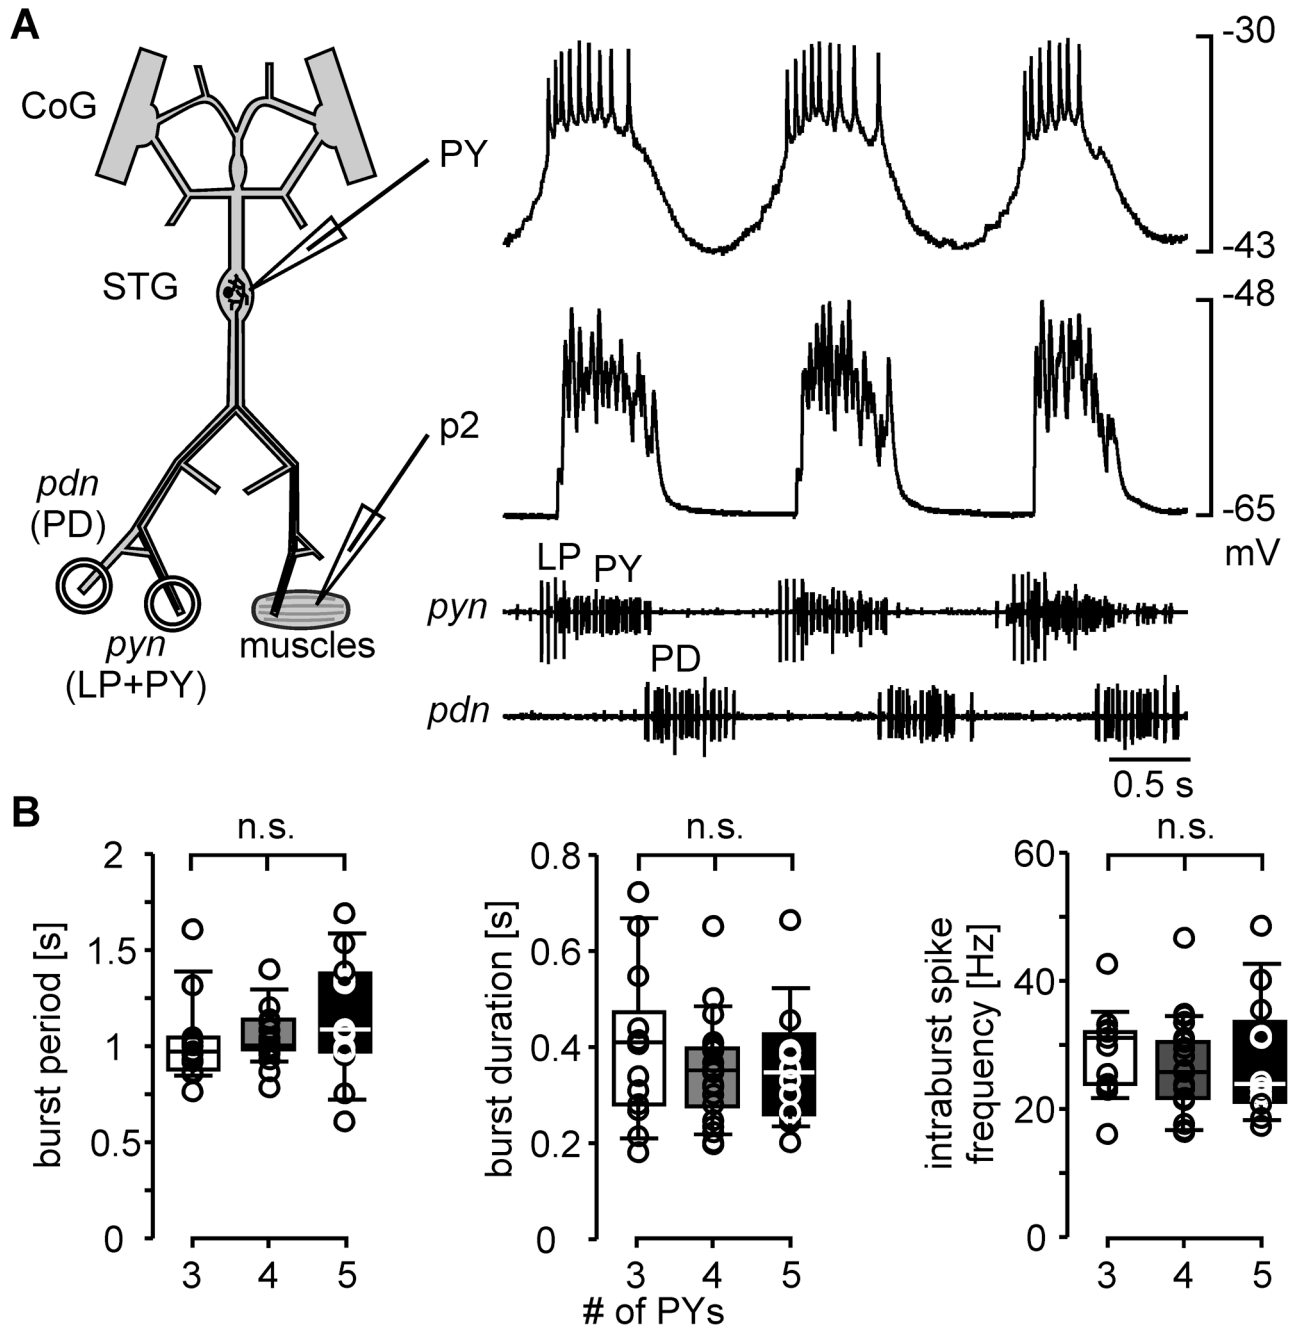 A
CoG
PY
STG
p2
pdn
(PD)
pyn
(LP+PY)
muscles
-30
-43
-48
-65
mV
LP PY
pyn
PD
pdn
0.5 s
B
n.s.
burst period [s]
2
1.5
1
0.5
0
3 4 5
n.s.
burst duration [s]
0.8
0.6
0.4
0.2
0
3 4 5
# of PYs
n.s.
intraburst spike
frequency [Hz]
60
40
20
0
3 4 5